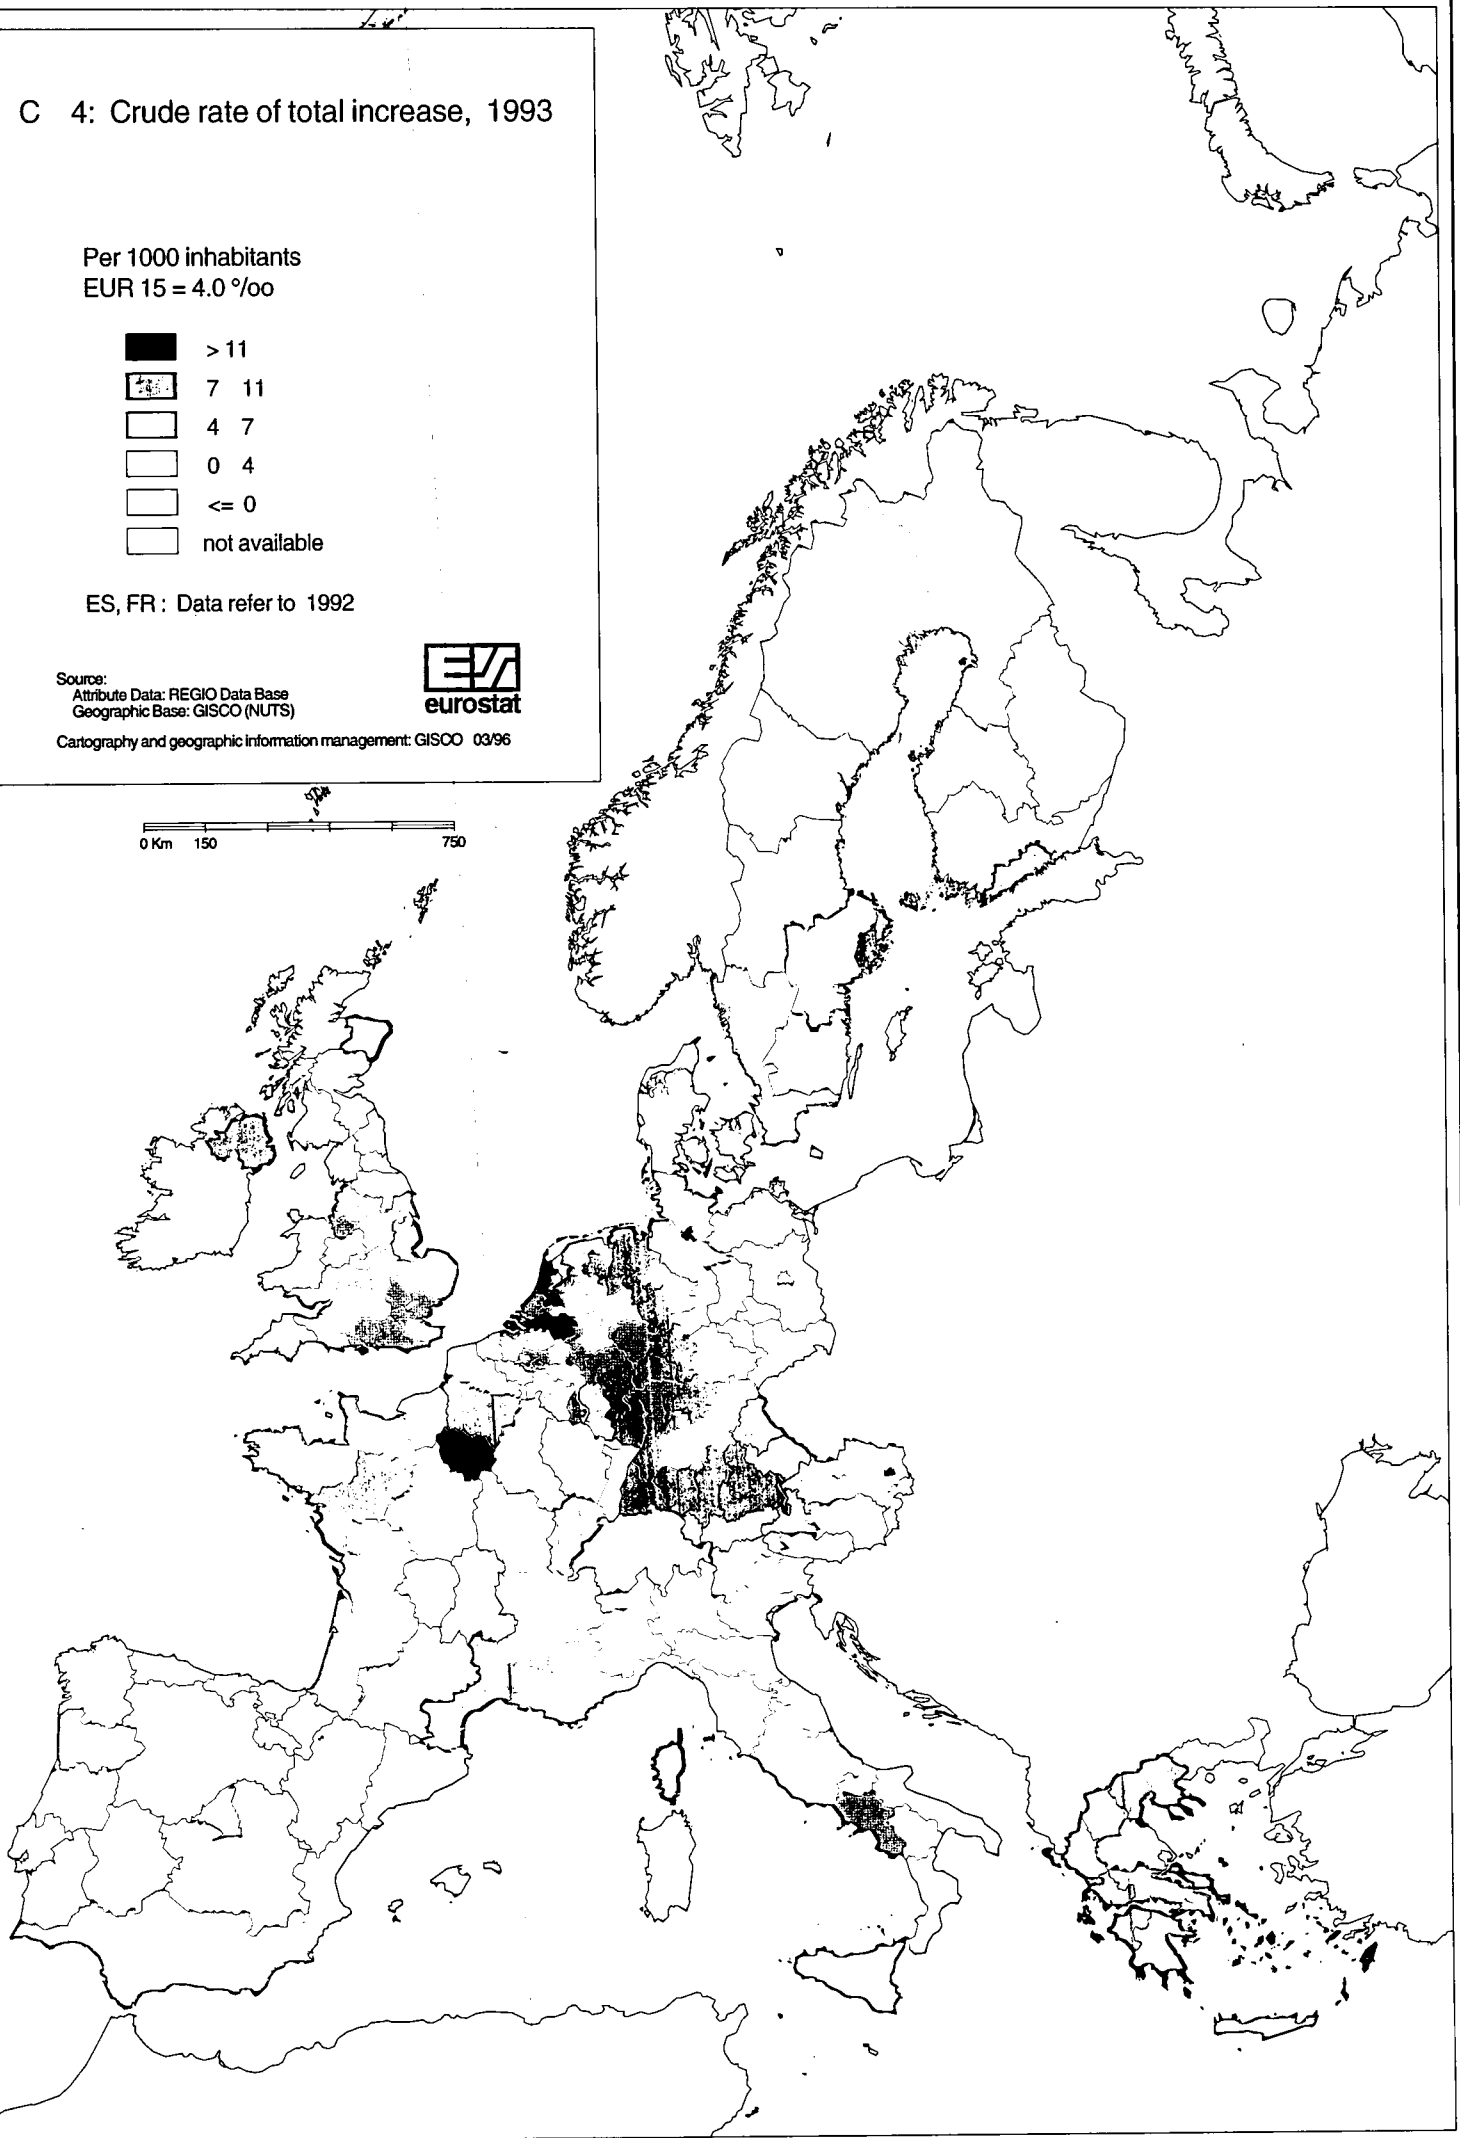 C 4: Crude rate of total increase, 1993
Per 1000 inhabitants
EUR 15 = 4.0 °/oo
> 11
7 11
4 7
0 4
<= 0
not available
ES, FR : Data refer to 1992
Source:
Attribute Data: REGIO Data Base
Geographic Base: GISCO (NUTS)
eurostat
Cartography and geographic information management: GISCO 03/96
0 Km 150 750